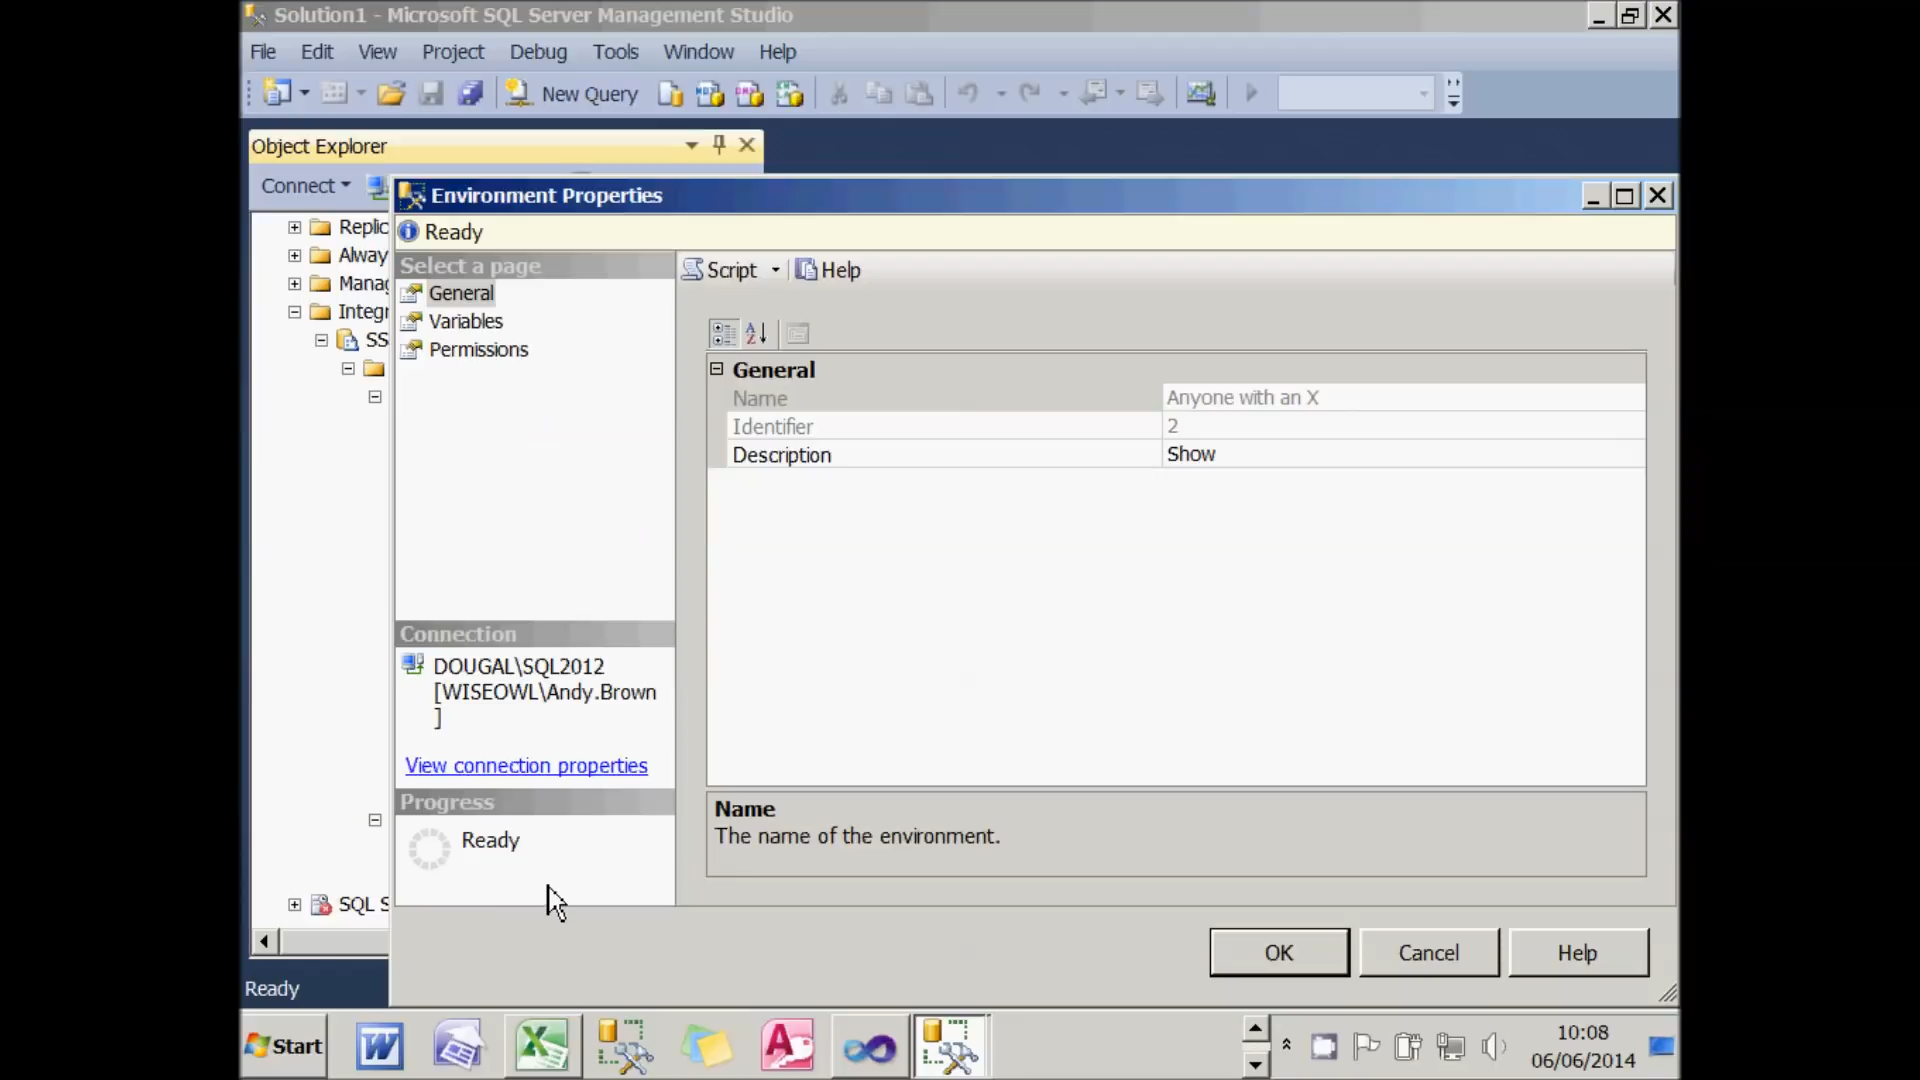 Solution1 - Microsoft SQL Server Management Studio
File Edit View Project Debug Tools Window Help
New Query
Object Explorer
Connect
Environment Properties
Ready
Replic
Alway
Manag
Integr
SS
SQL S
Select a page
General
Variables
Permissions
Script Help
General
Name Anyone with an X
Identifier 2
Description Show
Connection
DOUGAL\SQL2012
[WISEOWL\Andy.Brown
]
View connection properties
Progress
Ready
Name
The name of the environment.
OK Cancel Help
Ready
Start
10:08
06/06/2014